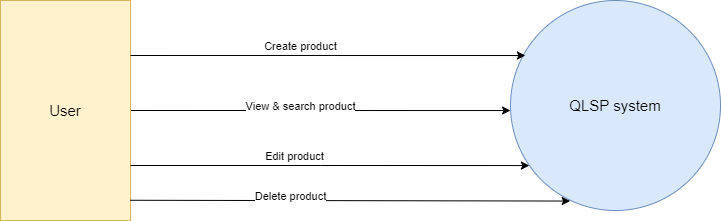 Create product
User
View & search product
QLSP system
Edit product
Delete product